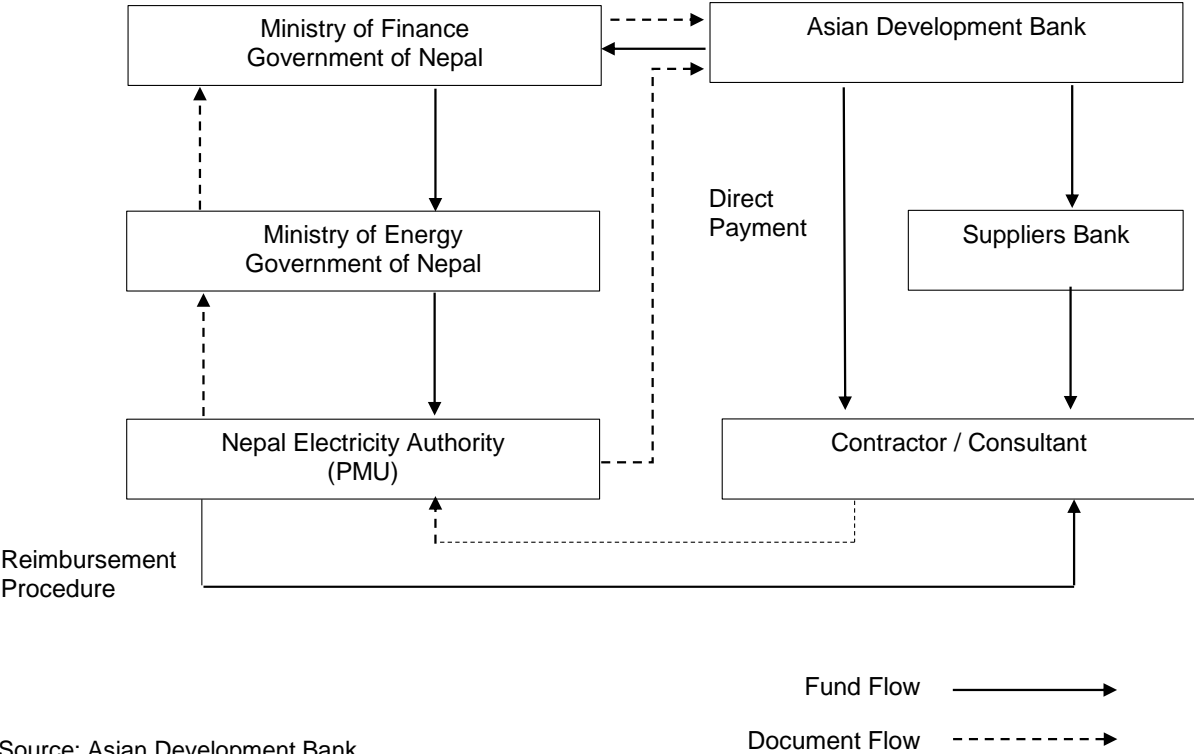 Ministry of Finance
Government of Nepal
Asian Development Bank
Direct
Payment
Ministry of Energy
Government of Nepal
Suppliers Bank
Nepal Electricity Authority
(PMU)
Contractor / Consultant
Reimbursement
Procedure
Fund Flow
Document Flow
Source: Asian Development Bank